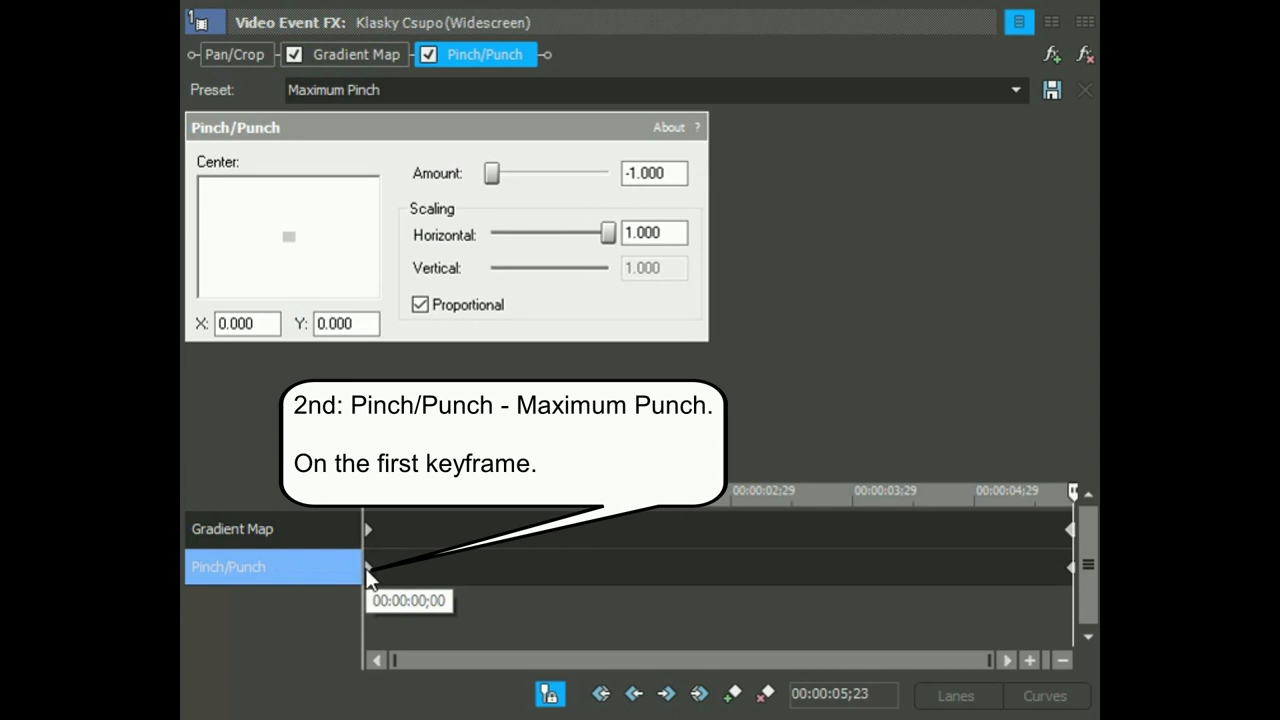 1
Video Event FX: Klasky Csupo (Widescreen)
Pan/Crop Gradient Map Pinch/Punch
Preset: Maximum Pinch
Pinch/Punch About ?
Center:
Amount: -1.000
Scaling
Horizontal: 1.000
Vertical: 1.000
Proportional
X: 0.000 Y: 0.000
2nd: Pinch/Punch - Maximum Punch.
On the first keyframe.
00:00:02;29 00:00:03;29 00:00:04;29
Gradient Map
Pinch/Punch
00:00:00;00
00:00:05;23 Lanes Curves